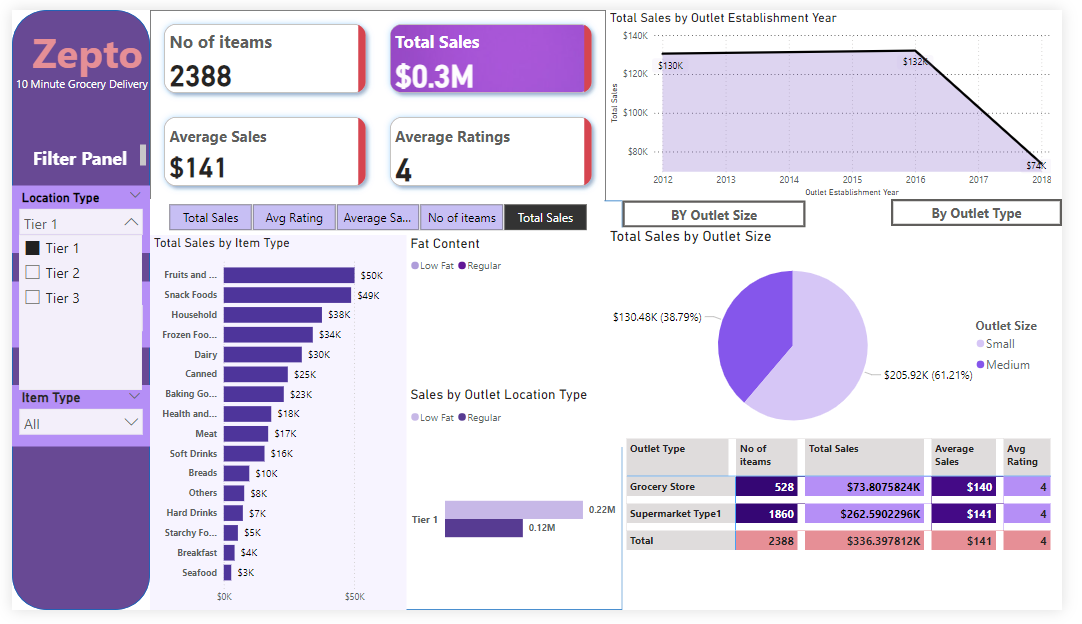 Zepto
10 Minute Grocery Delivery
Filter Panel
Location Type
Tier 1
Tier 1
Tier 2
Tier 3
Item Type
All
No of iteams
2388
Total Sales
$0.3M
Average Sales
$141
Average Ratings
4
Total Sales by Outlet Establishment Year
Total Sales
$140K
$120K
$100K
$80K
$130K
$132K
$74K
2012 2013 2014 2015 2016 2017 2018
Outlet Establishment Year
Total Sales Avg Rating Average Sa... No of iteams Total Sales
BY Outlet Size
By Outlet Type
Total Sales by Item Type
Fruits and ... $50K
Snack Foods $49K
Household $38K
Frozen Foo... $34K
Dairy $30K
Canned $25K
Baking Go... $23K
Health and... $18K
Meat $17K
Soft Drinks $16K
Breads $10K
Others $8K
Hard Drinks $7K
Starchy Fo... $5K
Breakfast $4K
Seafood $3K
$0K $50K
Fat Content
Low Fat Regular
Sales by Outlet Location Type
Low Fat Regular
Tier 1
0.22M
0.12M
Total Sales by Outlet Size
$130.48K (38.79%)
$205.92K (61.21%)
Outlet Size
Small
Medium
Outlet Type No of iteams Total Sales Average Sales Avg Rating
Grocery Store 528 $73.8075824K $140 4
Supermarket Type1 1860 $262.5902296K $141 4
Total 2388 $336.397812K $141 4